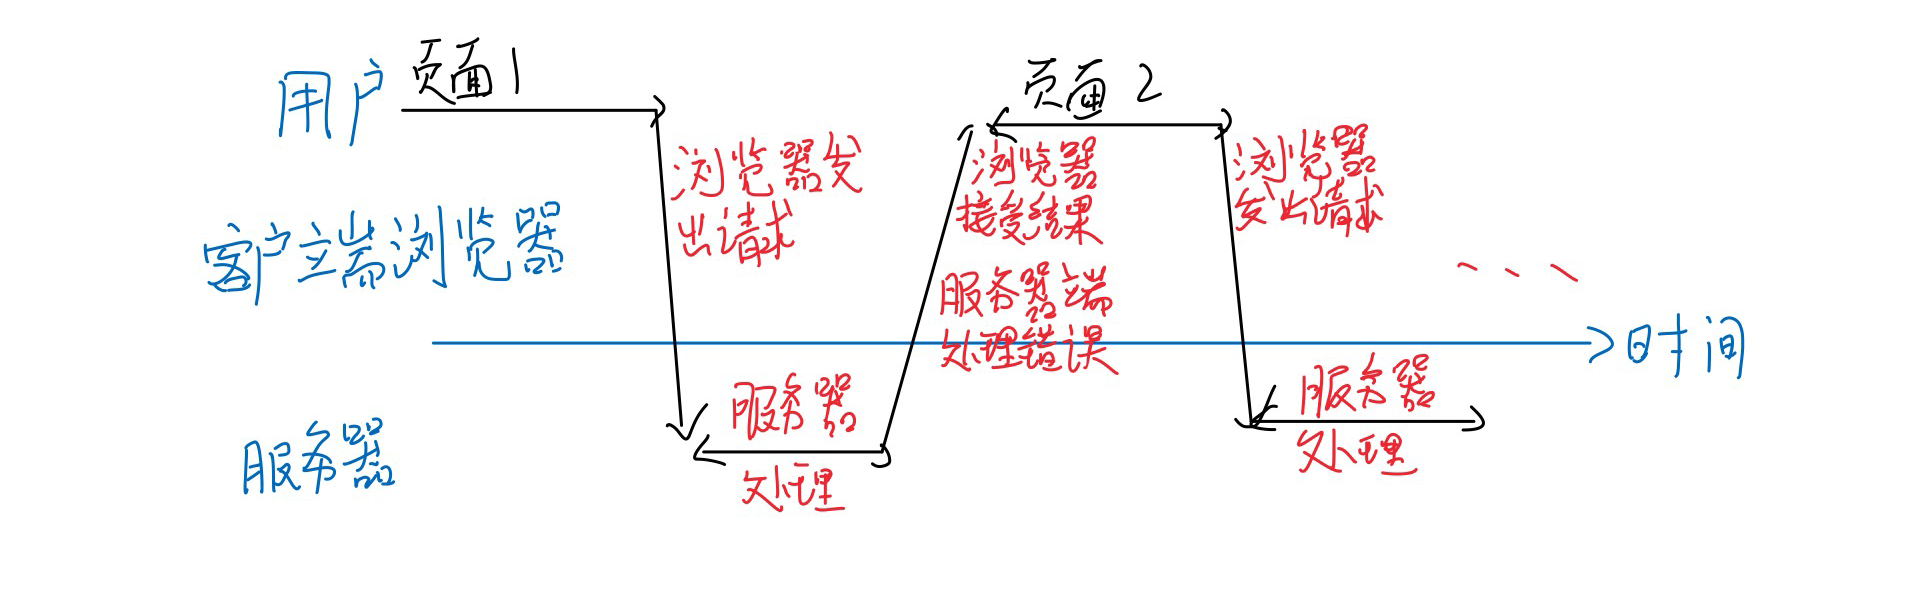 用户
页面1
页面2
浏览器发
出请求
浏览器
接受结果
浏览器
发出请求
客户端浏览器
服务器端
处理错误
...
时间
服务器
服务器
处理
服务器
处理